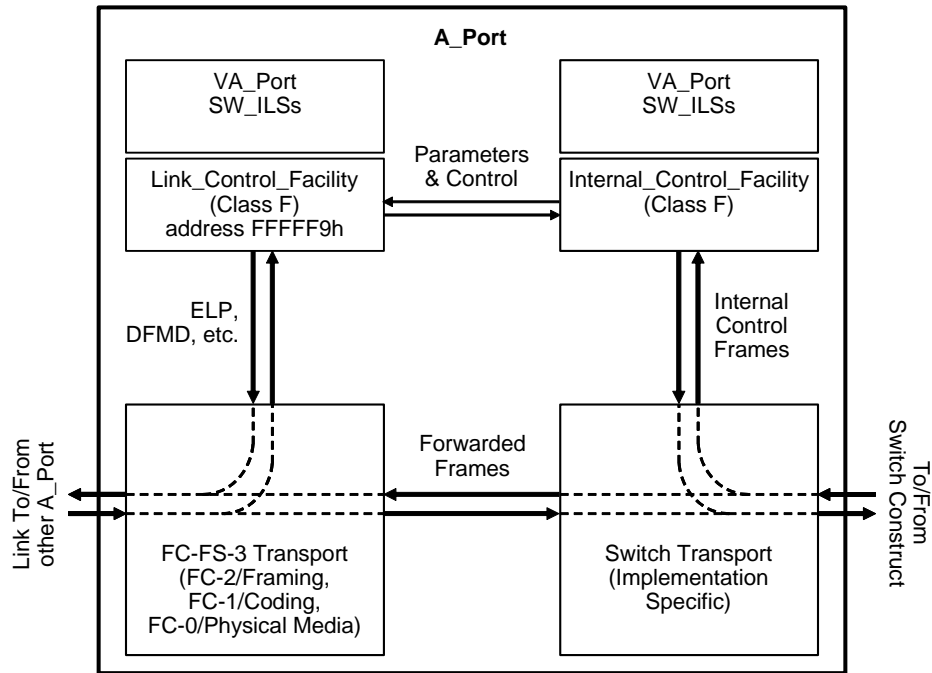 A_Port
VA_Port
SW_ILSs
VA_Port
SW_ILSs
Link_Control_Facility
(Class F)
address FFFFF9h
Parameters
& Control
Internal_Control_Facility
(Class F)
ELP,
DFMD, etc.
Internal
Control
Frames
Link To/From
other A_Port
Forwarded
Frames
To/From
Switch Construct
FC-FS-3 Transport
(FC-2/Framing,
FC-1/Coding,
FC-0/Physical Media)
Switch Transport
(Implementation
Specific)